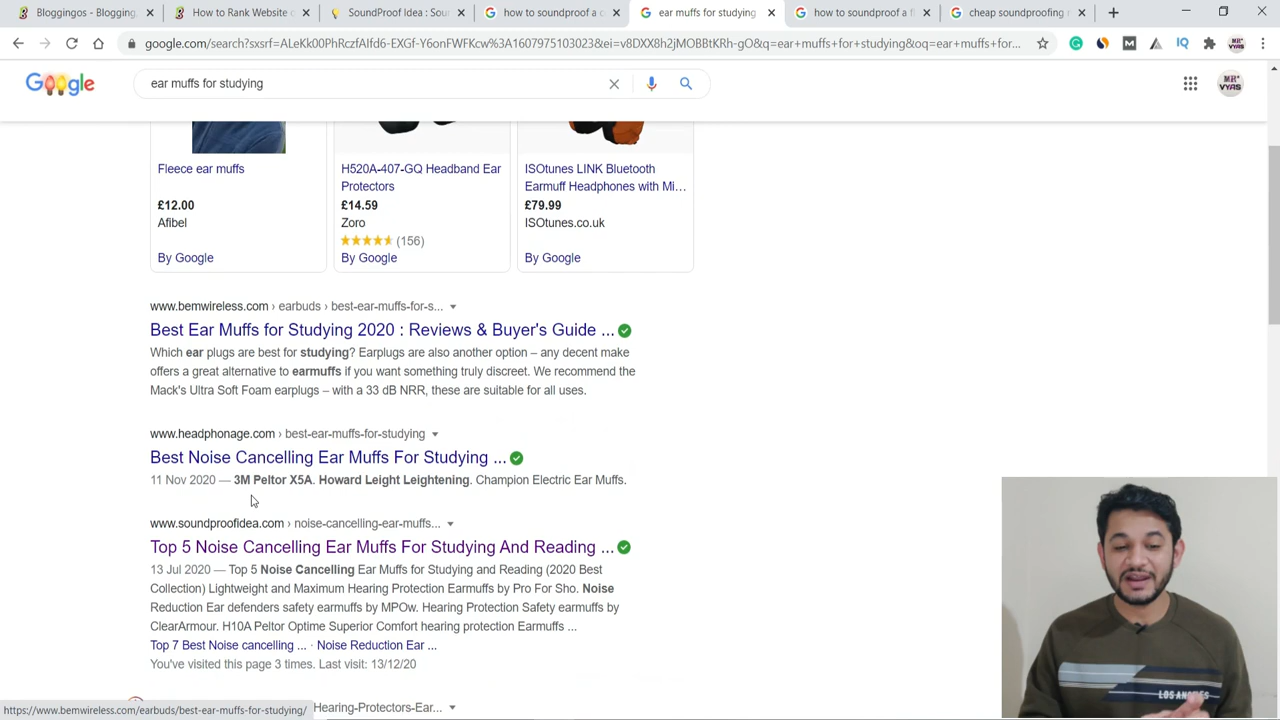 Bloggingos - Blogging,
How to Rank Website C
SoundProof Idea : Soun
how to soundproof a c
ear muffs for studying
how to soundproof a fl
cheap soundproofing m
google.com/search?sxsrf=ALeKk00PhRczfAIfd6-EXGf-Y6onFWFKcw%3A1607875103023&ei=v8DXX8h2jMOBBtKRh-gO&q=ear+muffs+for+studying&oq=ear+muffs+for...
Google
ear muffs for studying
MR
VYAS
Fleece ear muffs
£12.00
Afibel
By Google
H520A-407-GQ Headband Ear
Protectors
£14.59
Zoro
(156)
By Google
ISOtunes LINK Bluetooth
Earmuff Headphones with Mi...
£79.99
ISOtunes.co.uk
By Google
www.bemwireless.com › earbuds › best-ear-muffs-for-s...
Best Ear Muffs for Studying 2020 : Reviews & Buyer's Guide ...
Which ear plugs are best for studying? Earplugs are also another option – any decent make
offers a great alternative to earmuffs if you want something truly discreet. We recommend the
Mack's Ultra Soft Foam earplugs – with a 33 dB NRR, these are suitable for all uses.
www.headphonage.com › best-ear-muffs-for-studying
Best Noise Cancelling Ear Muffs For Studying ...
11 Nov 2020 — 3M Peltor X5A. Howard Leight Leightening. Champion Electric Ear Muffs.
www.soundproofidea.com › noise-cancelling-ear-muffs...
Top 5 Noise Cancelling Ear Muffs For Studying And Reading ...
13 Jul 2020 — Top 5 Noise Cancelling Ear Muffs for Studying and Reading (2020 Best
Collection) Lightweight and Maximum Hearing Protection Earmuffs by Pro For Sho. Noise
Reduction Ear defenders safety earmuffs by MPOw. Hearing Protection Safety earmuffs by
ClearArmour. H10A Peltor Optime Superior Comfort hearing protection Earmuffs ...
Top 7 Best Noise cancelling ... · Noise Reduction Ear ...
You've visited this page 3 times. Last visit: 13/12/20
Hearing-Protectors-Ear...
https://www.bemwireless.com/earbuds/best-ear-muffs-for-studying/
LOS ANGELES